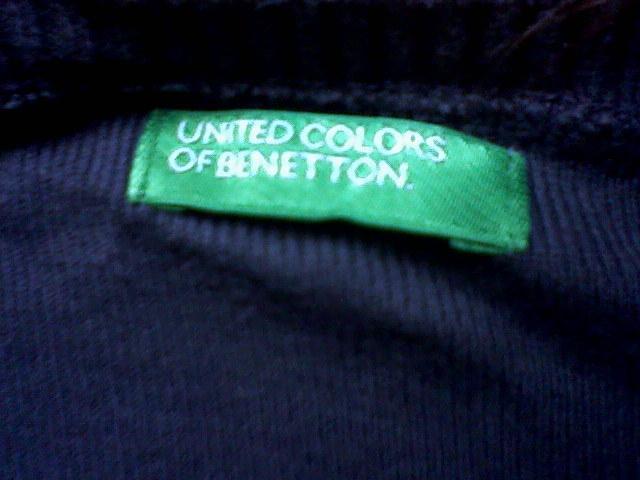 UNITED COLORS
OF BENETTON.